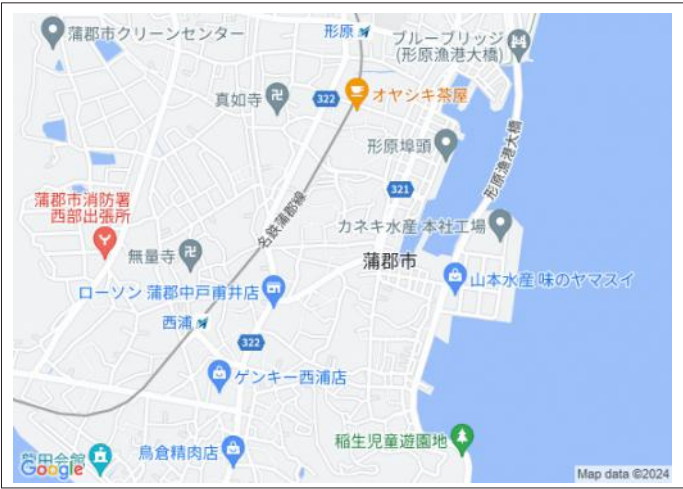 蒲郡市クリーンセンター
形原
ブルーブリッジ
(形原漁港大橋)
真如寺
322
オヤシキ茶屋
形原埠頭
形原漁港大橋
321
蒲郡市消防署
西部出張所
名鉄蒲郡線
カネキ水産 本社工場
無量寺
蒲郡市
山本水産 味のヤマスイ
ローソン 蒲郡中戸甫井店
西浦
322
ゲンキー西浦店
稲生児童遊園地
鳥倉精肉店
田会館
Google
Map data ©2024